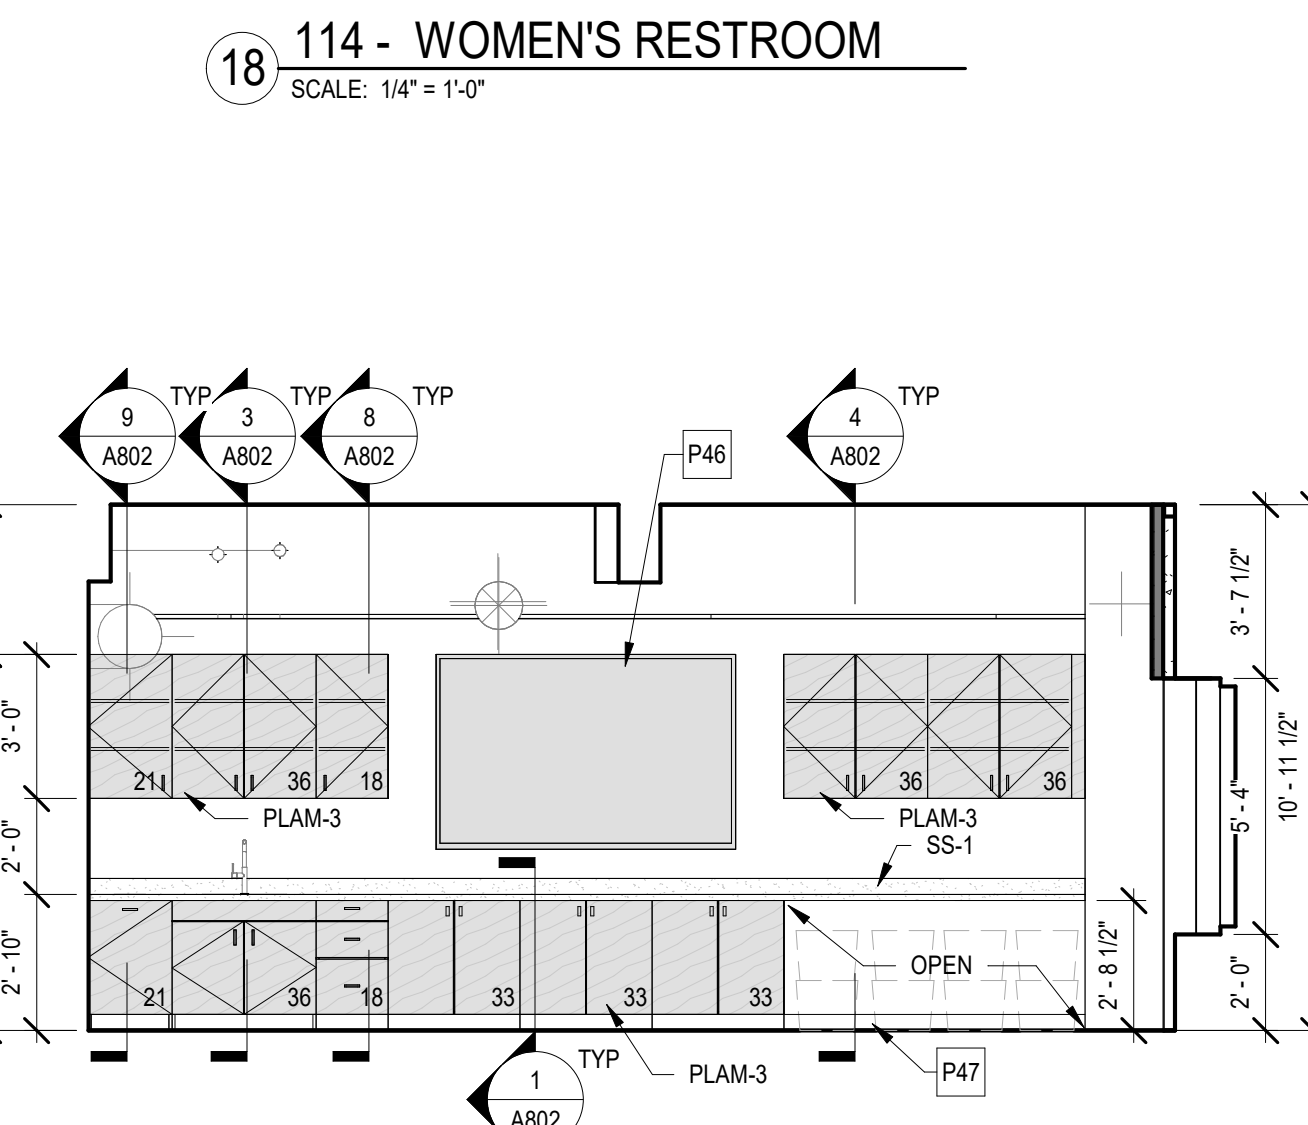 18 114 - WOMEN'S RESTROOM
SCALE: 1/4" = 1'-0"
TYP TYP TYP TYP
9 3 8 4
A802 A802 A802 A802
P46
3' - 7 1/2"
3' - 0"
10' - 11 1/2"
21 36 18 36 36
PLAM-3 PLAM-3
5' - 4"
SS-1
2' - 0"
OPEN
2' - 10"
2' - 8 1/2"
2' - 0"
21 36 18 33 33 33
TYP
PLAM-3
P47
1
A802